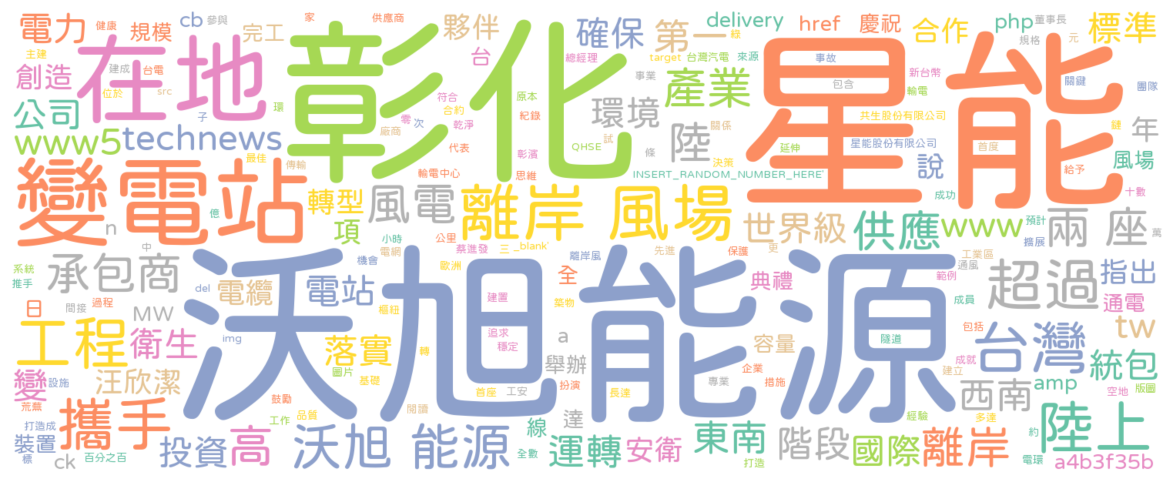 電力 規模 cb 參與 健康 完工 夥伴 家 供應商 確保 第一 delivery href 慶祝 php 合作 董事長 規格 元 標準
主建 建成 台電 創造 在地 彰化 台 總經理 target 綠 台灣汽電 來源 事故 星能 新台幣 關鍵 團隊
位於 src 公司 環 子 符合 合約 原本 紀錄 環境 事業 產業 包含 輸電 鏈
www5 technews 廠商 零 次 乾淨 代表 QHSE 試 陸 關係 共生股份有限公司 首度 年
最佳 傳輸 輸電中心 思維 彰濱 條 決策 延伸 星能股份有限公司 說 給予 風場
變電站 轉型 風電 離岸 風場 INSERT_RANDOM_NUMBER_HERE 成功 十數
n 項 世界級 供應 www 預計 兩 座 萬
中 億 小時 公里 蔡進發 三 _blank' 離岸風 先進 保護 更 擴展
系統 推手 承包商 機會 電網 歐洲 全 典禮 工業區 通風 範例 超過 指出
del 電纜 電站 樞紐 建置 築物 成員 通電
日 間接 過程 MW img 追求 穩定 a 容量 隧道 包括 台灣 tw
工程 衛生 沃旭能源 落實 圖片 轉 舉辦 企業 成就 統包
變 設施 汪欣潔 基礎 首座 工安 扮演 長達 專業 措施 建立 西南 amp 空地 版圖
荒蕪 攜手 鼓勵 品質 閱讀 達 經驗 多達 陸上
打造成 裝置 標 ck 百分之百 投資 高 工作 沃旭 能源 線 全數 運轉 安衛 東南 打造 階段 國際 離岸 約 電環 a4b3f35b